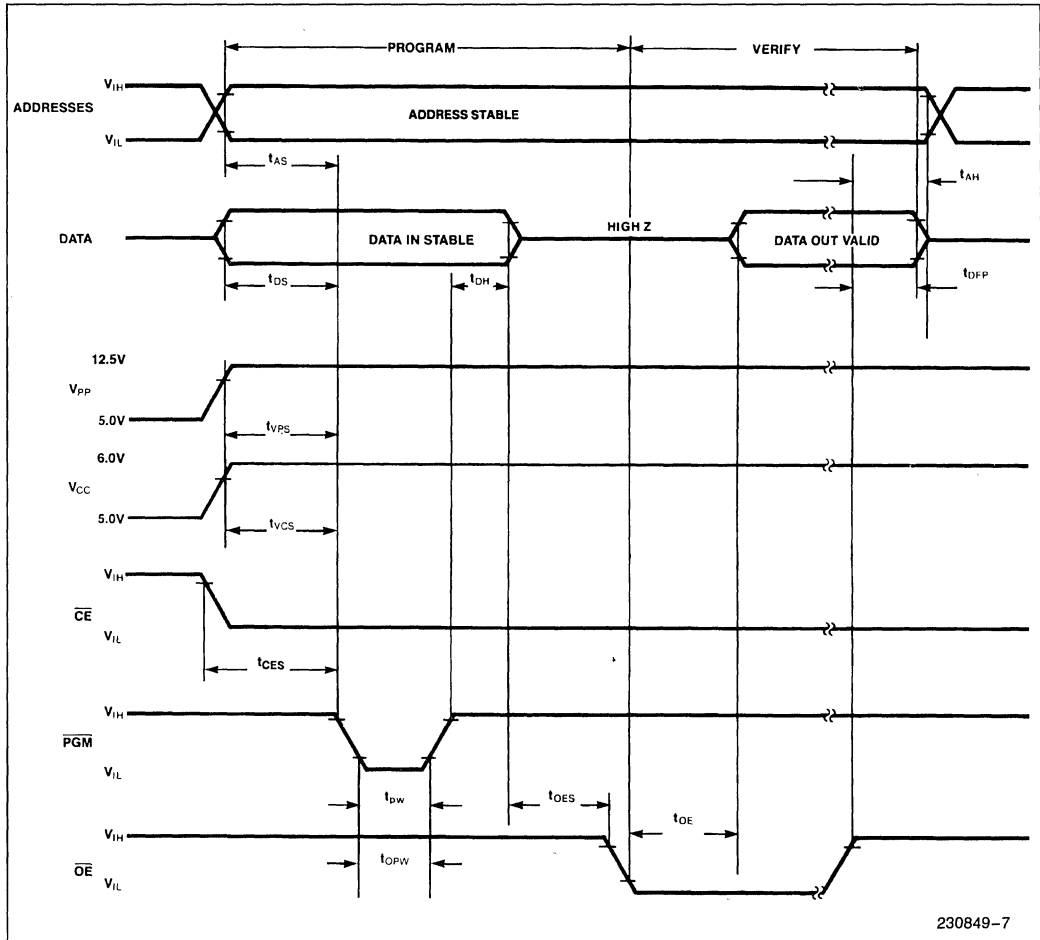 PROGRAM
VERIFY
ADDRESSES
VIH
VIL
ADDRESS STABLE
tAS
tAH
DATA
DATA IN STABLE
HIGH Z
DATA OUT VALID
tDS
tDH
tDFP
12.5V
VPP
5.0V
tVPS
6.0V
VCC
5.0V
tVCS
VIH
CE
VIL
tCES
VIH
PGM
VIL
tpw
tOES
tOE
VIH
OE
VIL
tOPW
230849-7